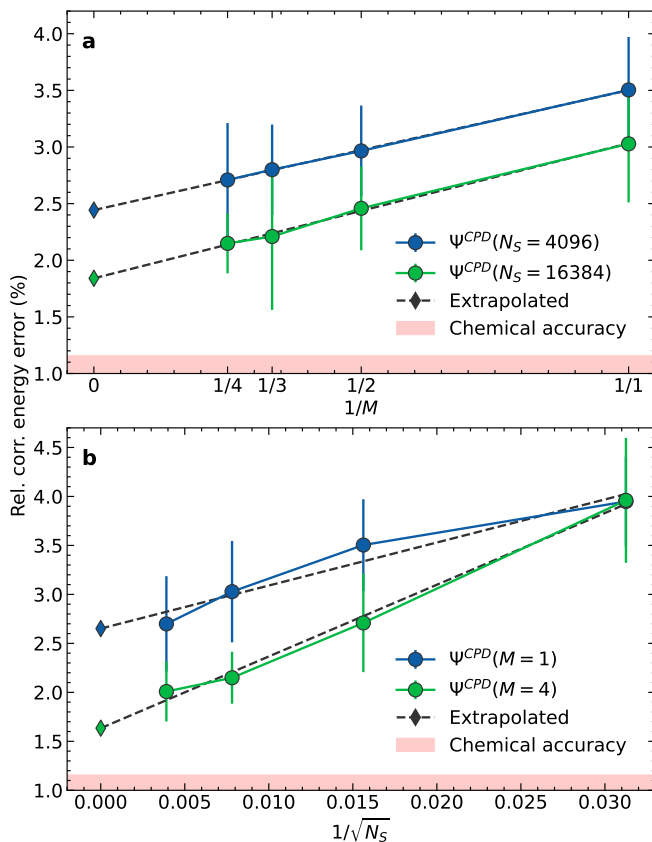 a
4.0
3.5
3.0
2.5
2.0
1.5
1.0
Ψ^CPD(N_S = 4096)
Ψ^CPD(N_S = 16384)
Extrapolated
Chemical accuracy
0 1/4 1/3 1/2 1/1
1/M
Rel. corr. energy error (%)
b
4.5
4.0
3.5
3.0
2.5
2.0
1.5
1.0
Ψ^CPD(M = 1)
Ψ^CPD(M = 4)
Extrapolated
Chemical accuracy
0.000 0.005 0.010 0.015 0.020 0.025 0.030
1/√N_S